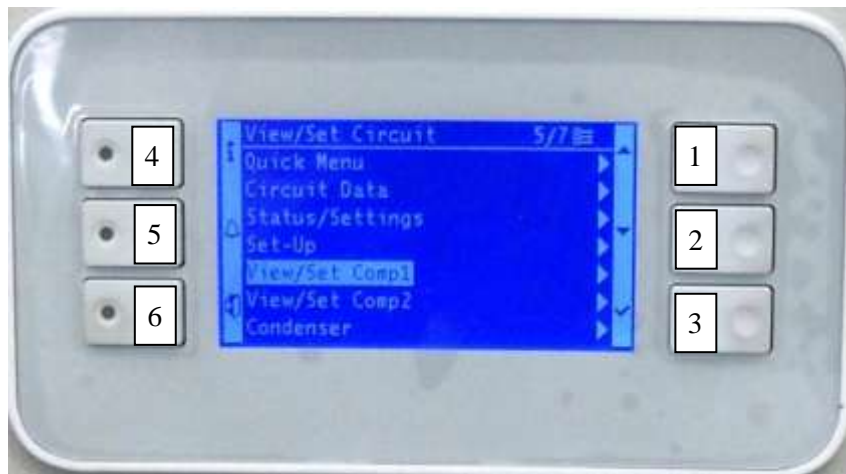 View/Set Circuit 5/7
Quick Menu
Circuit Data
Status/Settings
Set-Up
View/Set Comp1
View/Set Comp2
Condenser
4
5
6
1
2
3